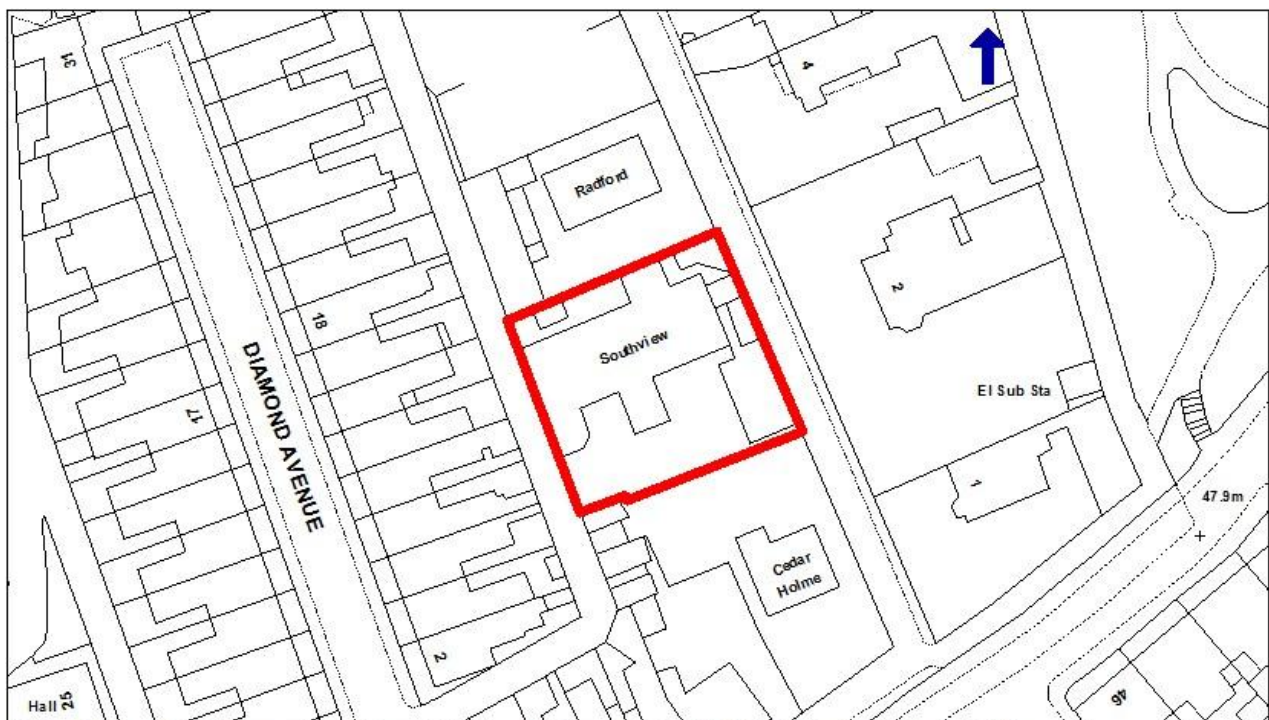 31
4
Radford
2
18
Southview
DIAMOND AVENUE
17
El Sub Sta
1
47.9m
Cedar
Holme
2
46
Hall
25